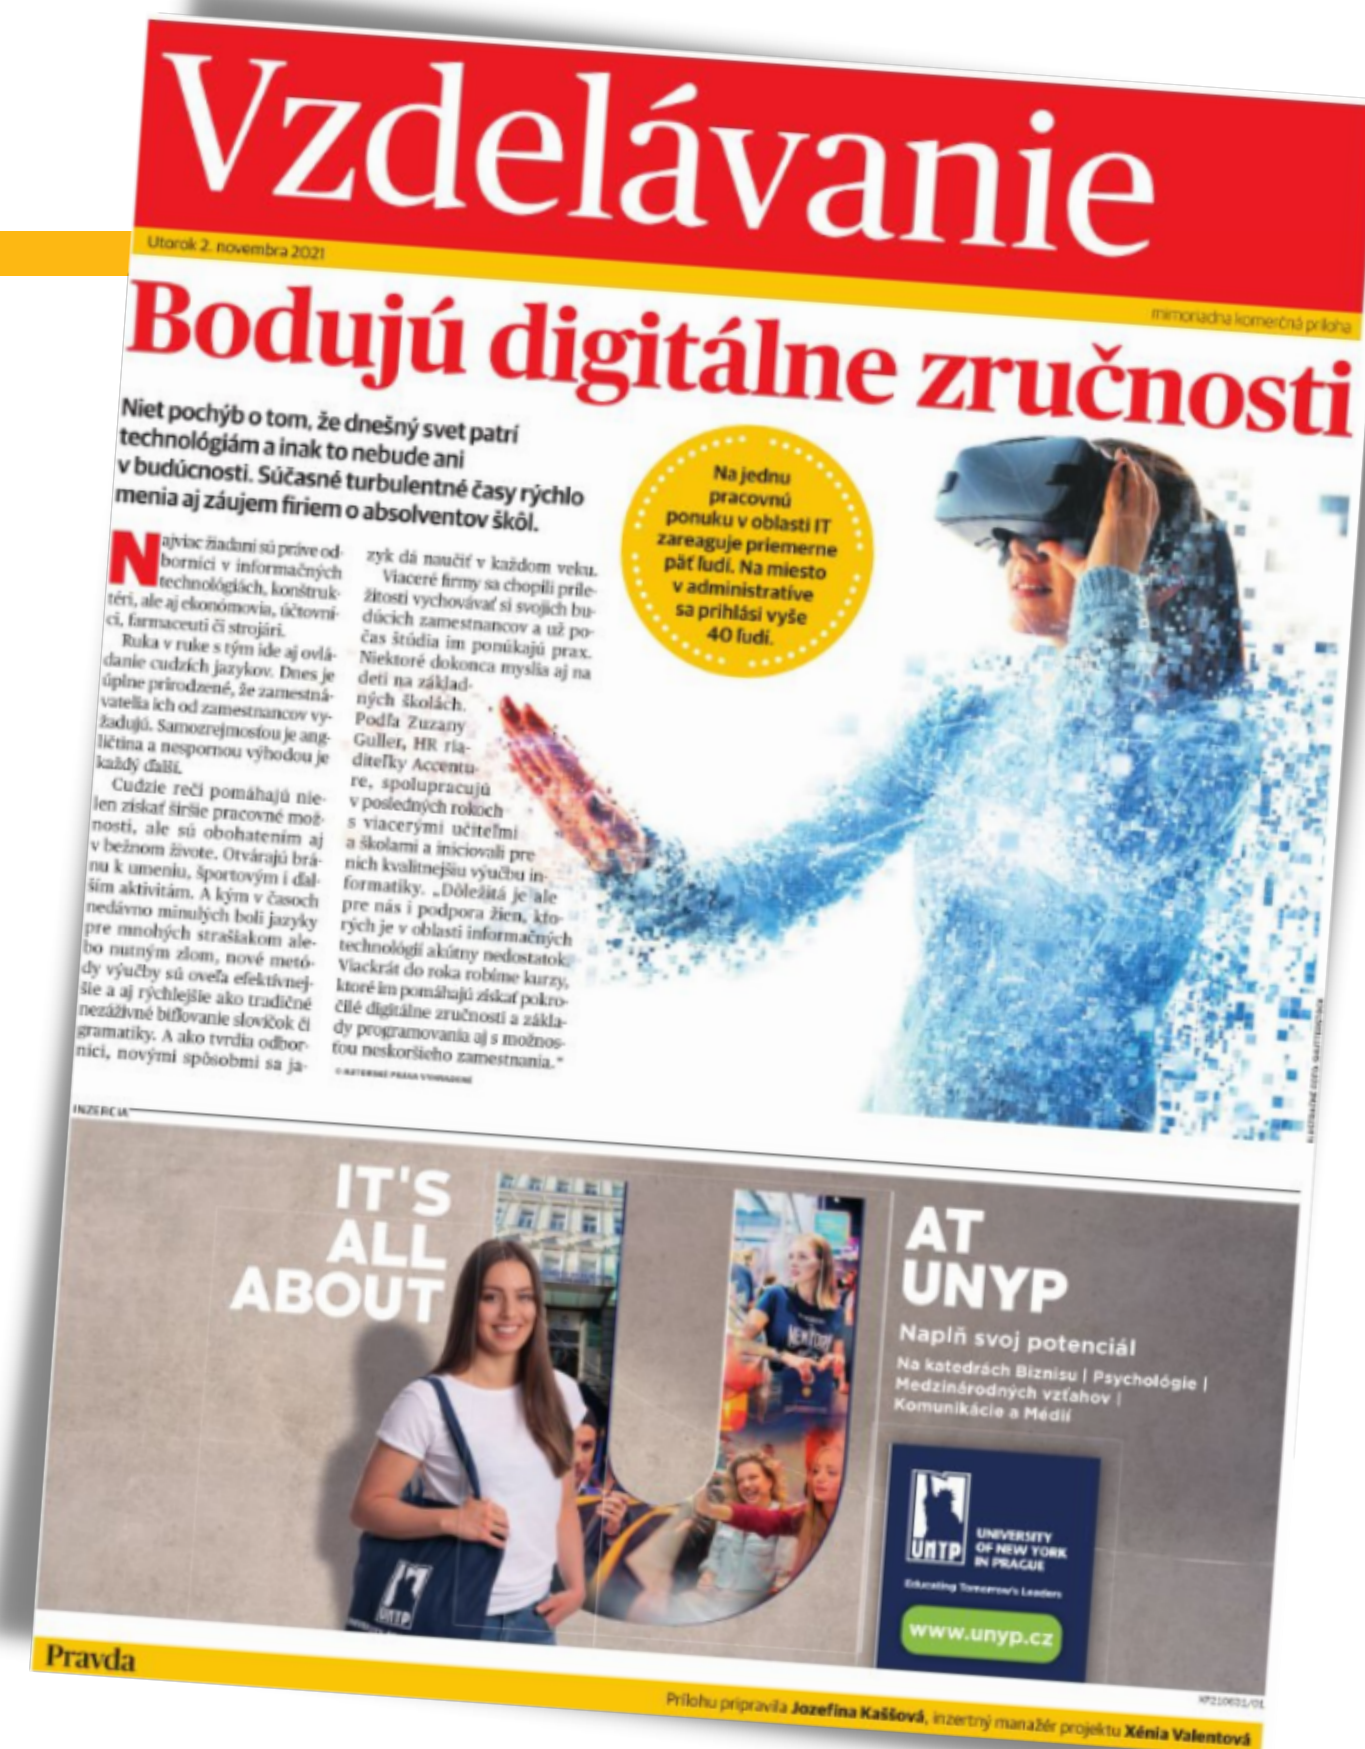 Vzdelávanie
Utorok 2. novembra 2021
mimoriadna komerčná príloha
Bodujú digitálne zručnosti
Niet pochýb o tom, že dnešný svet patrí
technológiám a inak to nebude ani
v budúcnosti. Súčasné turbulentné časy rýchlo
menia aj záujem firiem o absolventov škôl.
Najviac žiadaní sú práve od-
borníci v informačných
technológiách, konštruk-
téri, ale aj ekonómovia, účtovní-
ci, farmaceuti či strojári.
Ruka v ruke s tým ide aj ovlá-
danie cudzích jazykov. Dnes je
úplne prirodzené, že zamestná-
vatelia ich od zamestnancov vy-
žadujú. Samozrejmosťou je ang-
ličtina a nespornou výhodou je
každý ďalší.
Cudzie reči pomáhajú nie-
len získať širšie pracovné mož-
nosti, ale sú obohatením aj
v bežnom živote. Otvárajú brá-
nu k umeniu, športovým i ďal-
ším aktivitám. A kým v časoch
nedávno minulých boli jazyky
pre mnohých strašiakom ale-
bo nutným zlom, nové metó-
dy výučby sú oveľa efektívnej-
šie a aj rýchlejšie ako tradičné
nezáživné bifľovanie slovíčok či
gramatiky. A ako tvrdia odbor-
níci, novými spôsobmi sa ja-
zyk dá naučiť v každom veku.
Viaceré firmy sa chopili príle-
žitosti vychovávať si svojich bu-
dúcich zamestnancov a už po-
čas štúdia im ponúkajú prax.
Niektoré dokonca myslia aj na
deti na základ-
ných školách.
Podľa Zuzany
Guller, HR ria-
diteľky Accentu-
re, spolupracujú
v posledných rokoch
s viacerými učiteľmi
a školami a iniciovali pre
nich kvalitnejšiu výučbu in-
formatiky. „Dôležitá je ale
pre nás i podpora žien, kto-
rých je v oblasti informačných
technológií akútny nedostatok.
Viackrát do roka robíme kurzy,
ktoré im pomáhajú získať pokro-
čilé digitálne zručnosti a zákla-
dy programovania aj s možnos-
ťou neskoršieho zamestnania.“
© AUTORSKÉ PRÁVA VYHRADENÉ
Na jednu
pracovnú
ponuku v oblasti IT
zareaguje priemerne
päť ľudí. Na miesto
v administratíve
sa prihlási vyše
40 ľudí.
INZERCIA
IT'S
ALL
ABOUT
U
AT
UNYP
Naplň svoj potenciál
Na katedrách Biznisu | Psychológie |
Medzinárodných vzťahov |
Komunikácie a Médií
UNYP
UNIVERSITY
OF NEW YORK
IN PRAGUE
Educating Tomorrow's Leaders
www.unyp.cz
UNYP
Pravda
Prílohu pripravila Jozefína Kaššová, inzertný manažér projektu Xénia Valentová